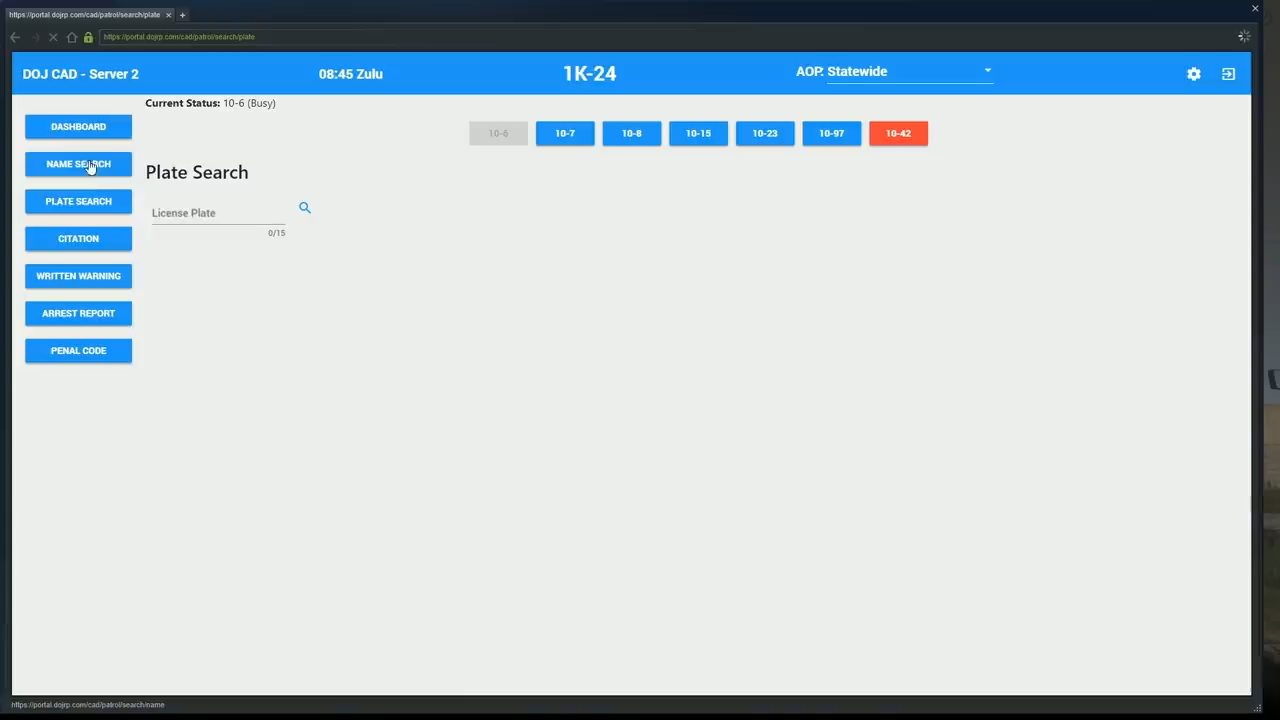 https://portal.dojrp.com/cad/patrol/search/plate
https://portal.dojrp.com/cad/patrol/search/plate
DOJ CAD - Server 2
08:45 Zulu
1K-24
AOP: Statewide
Current Status: 10-6 (Busy)
10-6
10-7
10-8
10-15
10-23
10-97
10-42
DASHBOARD
NAME SEARCH
PLATE SEARCH
CITATION
WRITTEN WARNING
ARREST REPORT
PENAL CODE
Plate Search
License Plate
0/15
https://portal.dojrp.com/cad/patrol/search/name